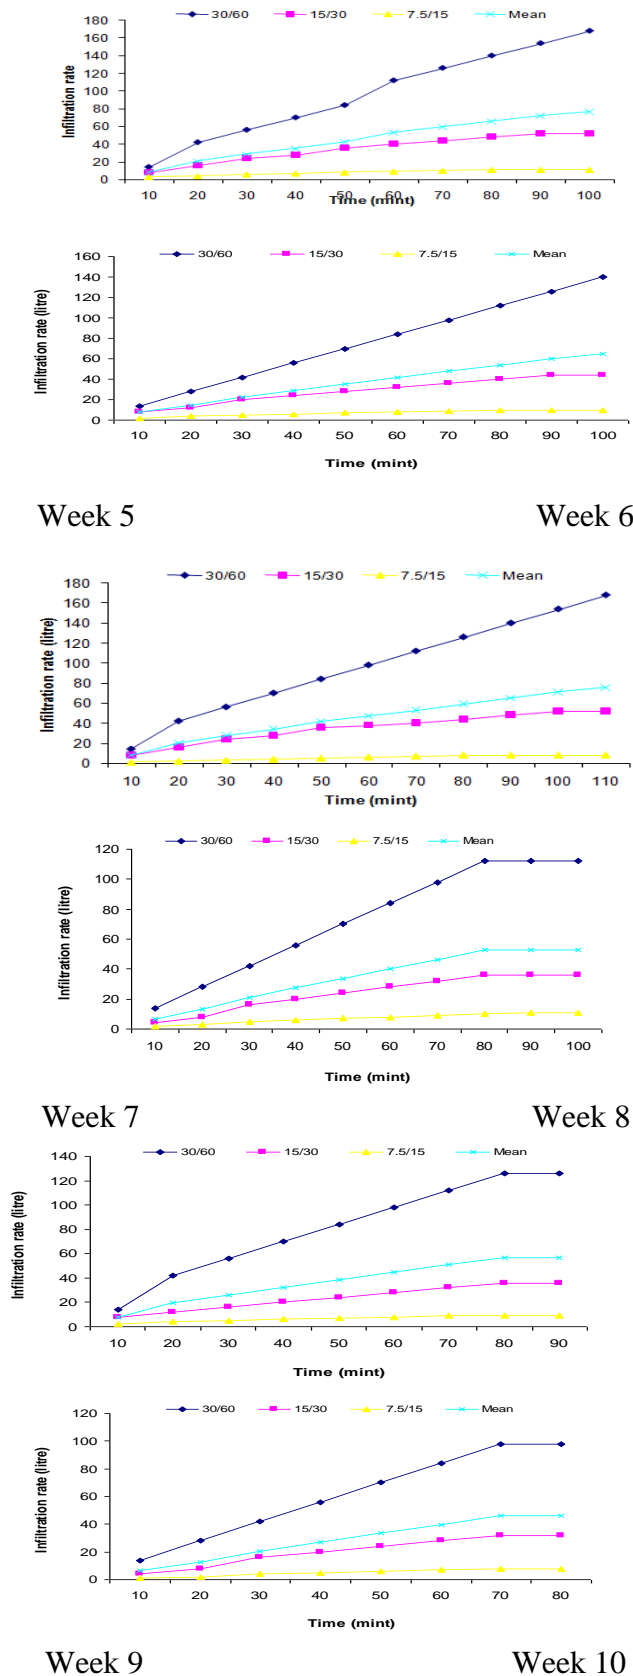 30/60 15/30 7.5/15 Mean
Infiltration rate
180
160
140
120
100
80
60
40
20
0
10 20 30 40 50 60 70 80 90 100
Time (mint)
30/60 15/30 7.5/15 Mean
Infiltration rate (litre)
160
140
120
100
80
60
40
20
0
10 20 30 40 50 60 70 80 90 100
Time (mint)
Week 5 Week 6
30/60 15/30 7.5/15 Mean
Infiltration rate (litre)
180
160
140
120
100
80
60
40
20
0
10 20 30 40 50 60 70 80 90 100 110
Time (mint)
30/60 15/30 7.5/15 Mean
Infiltration rate (litre)
120
100
80
60
40
20
0
10 20 30 40 50 60 70 80 90 100
Time (mint)
Week 7 Week 8
30/60 15/30 7.5/15 Mean
Infiltration rate (litre)
140
120
100
80
60
40
20
0
10 20 30 40 50 60 70 80 90
Time (mint)
30/60 15/30 7.5/15 Mean
Infiltration rate (litre)
120
100
80
60
40
20
0
10 20 30 40 50 60 70 80
Time (mint)
Week 9 Week 10